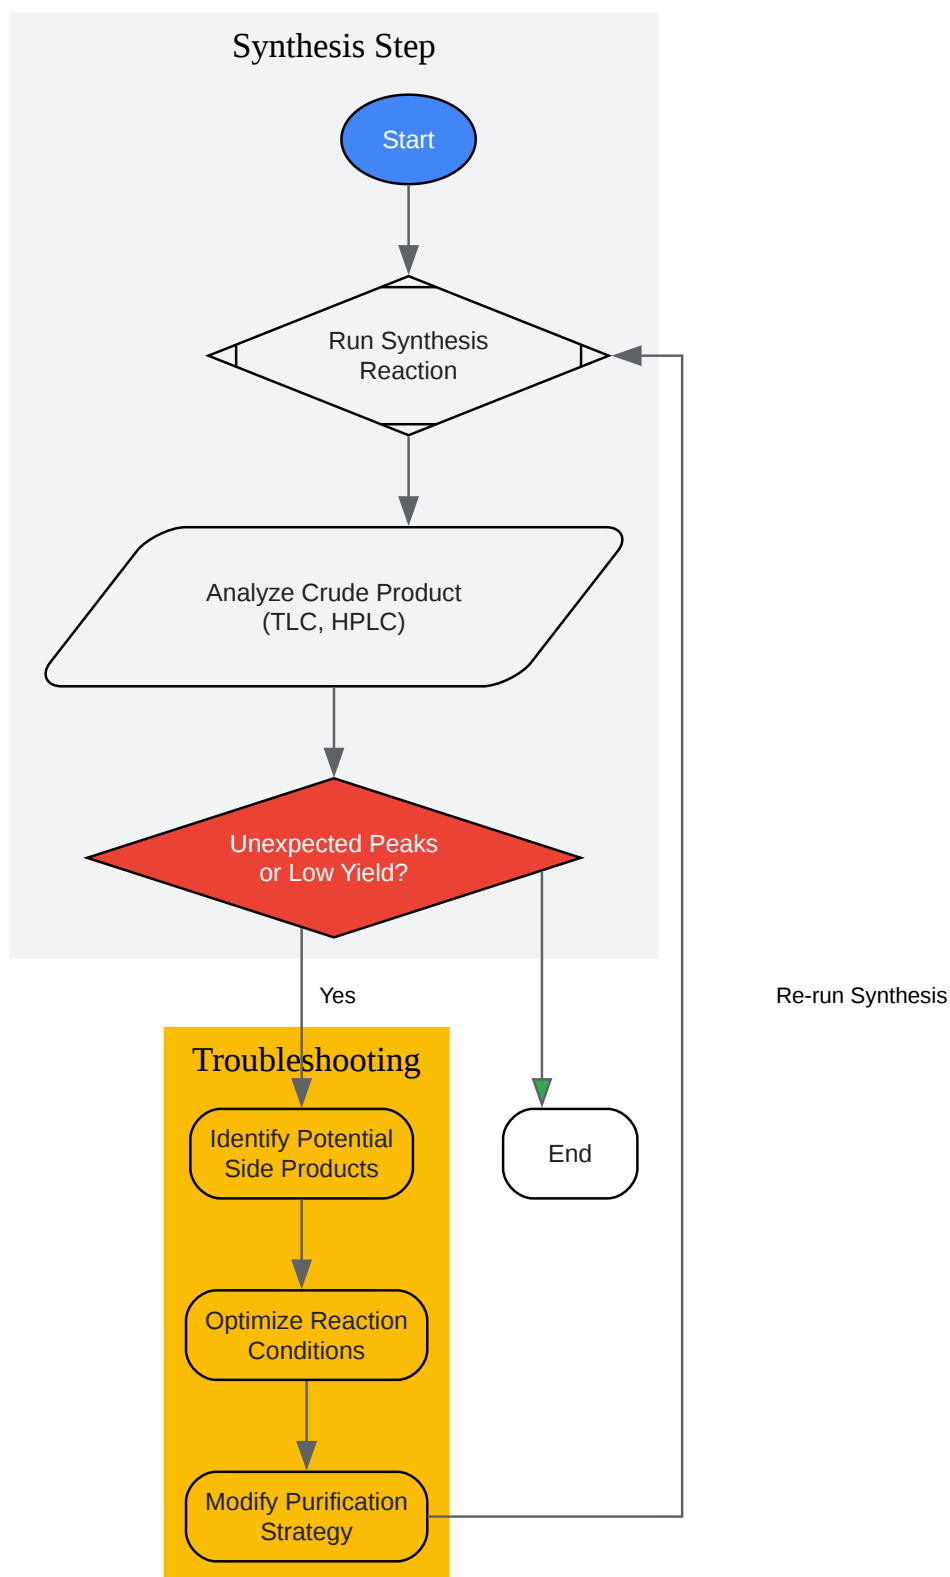 Synthesis Step
Start
Run Synthesis
Reaction
Analyze Crude Product
(TLC, HPLC)
Unexpected Peaks
or Low Yield?
Yes
Re-run Synthesis
Troubleshooting
Identify Potential
Side Products
End
Optimize Reaction
Conditions
Modify Purification
Strategy